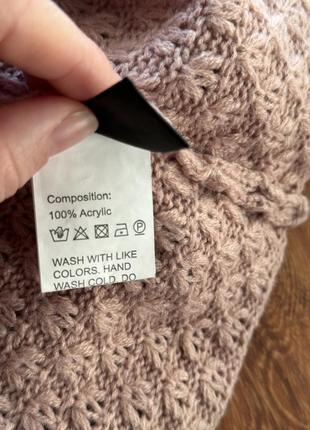 Composition:
100% Acrylic
WASH WITH LIKE
COLORS. HAND
WASH COLD. DO